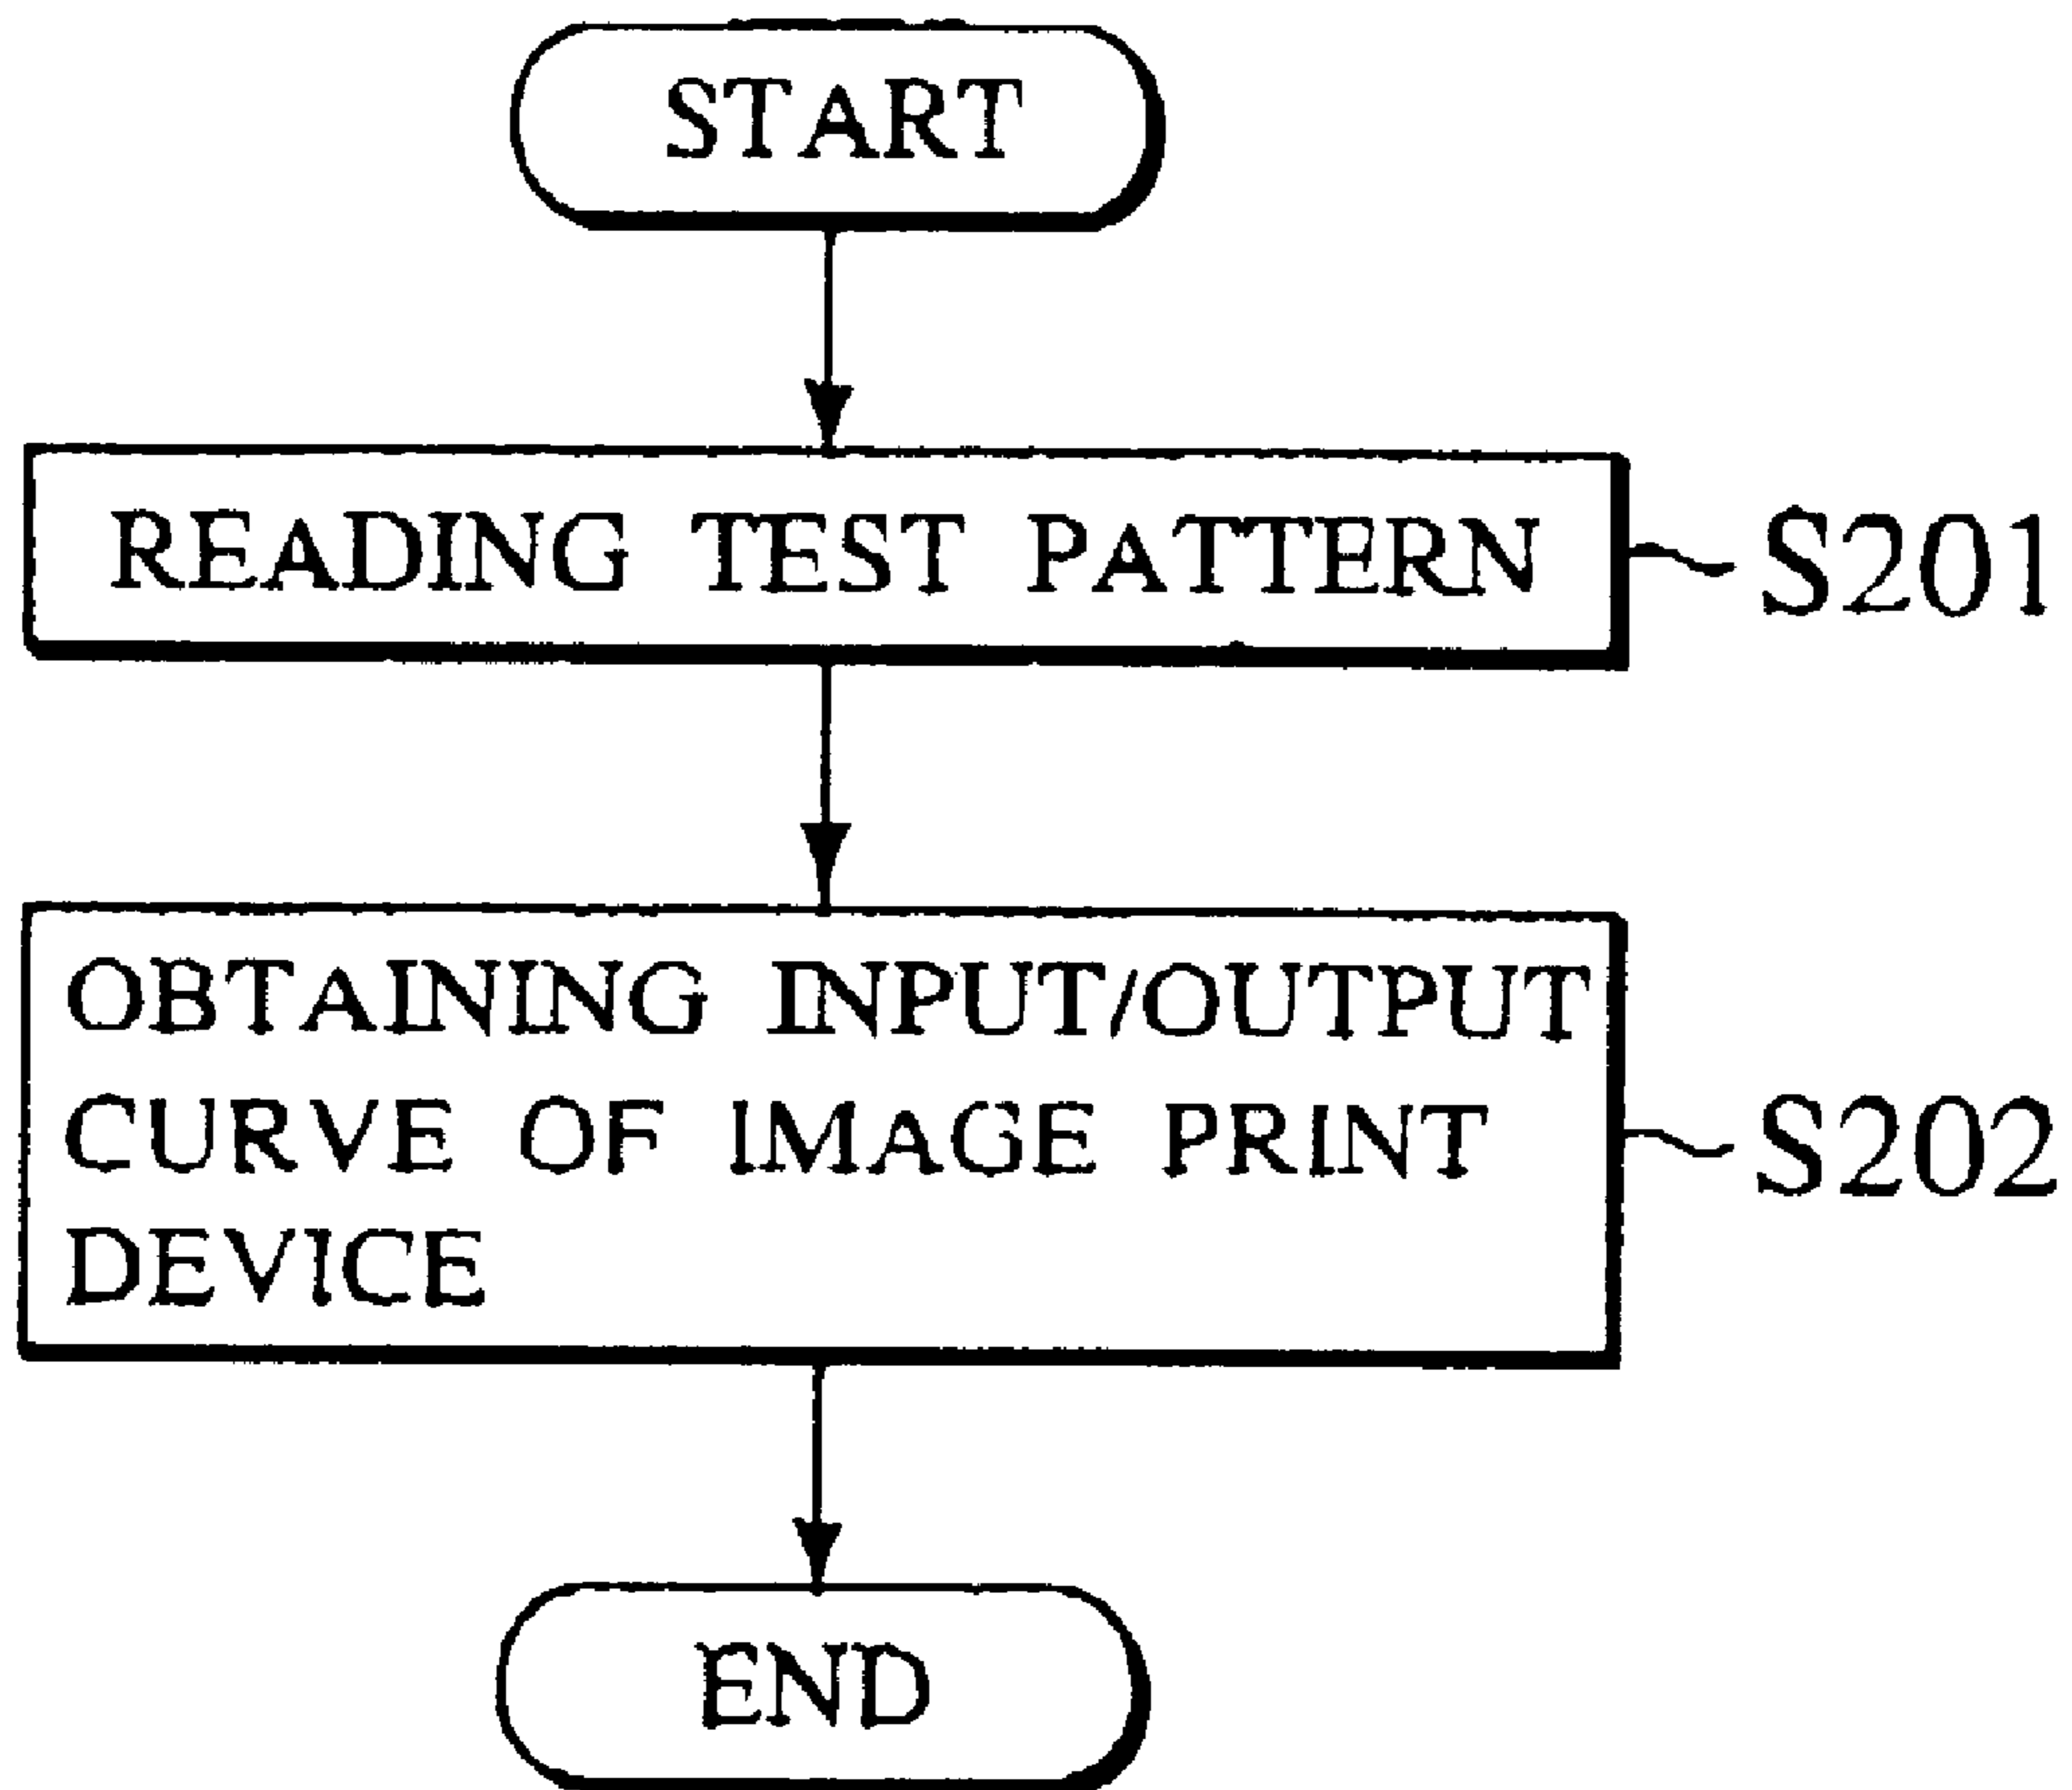 START
READING TEST PATTERN
S201
OBTAINING INPUT/OUTPUT
CURVE OF IMAGE PRINT
DEVICE
S202
END